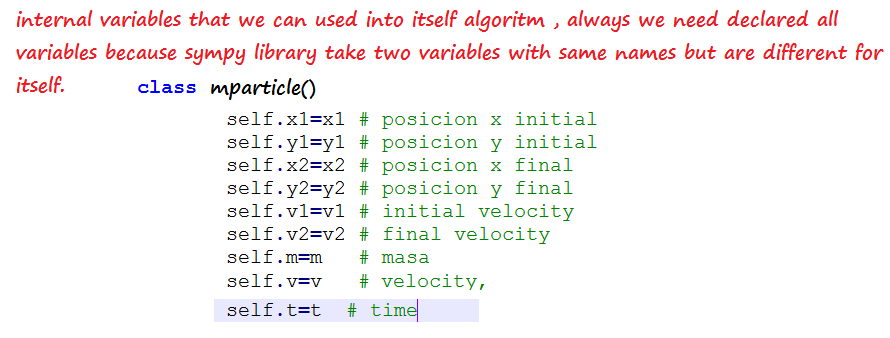 internal variables that we can used into itself algoritm , always we need declared all
variables because sympy library take two variables with same names but are different for
itself.
class mparticle()
self.x1=x1 # posicion x initial
self.y1=y1 # posicion y initial
self.x2=x2 # posicion x final
self.y2=y2 # posicion y final
self.v1=v1 # initial velocity
self.v2=v2 # final velocity
self.m=m # masa
self.v=v # velocity,
self.t=t # time